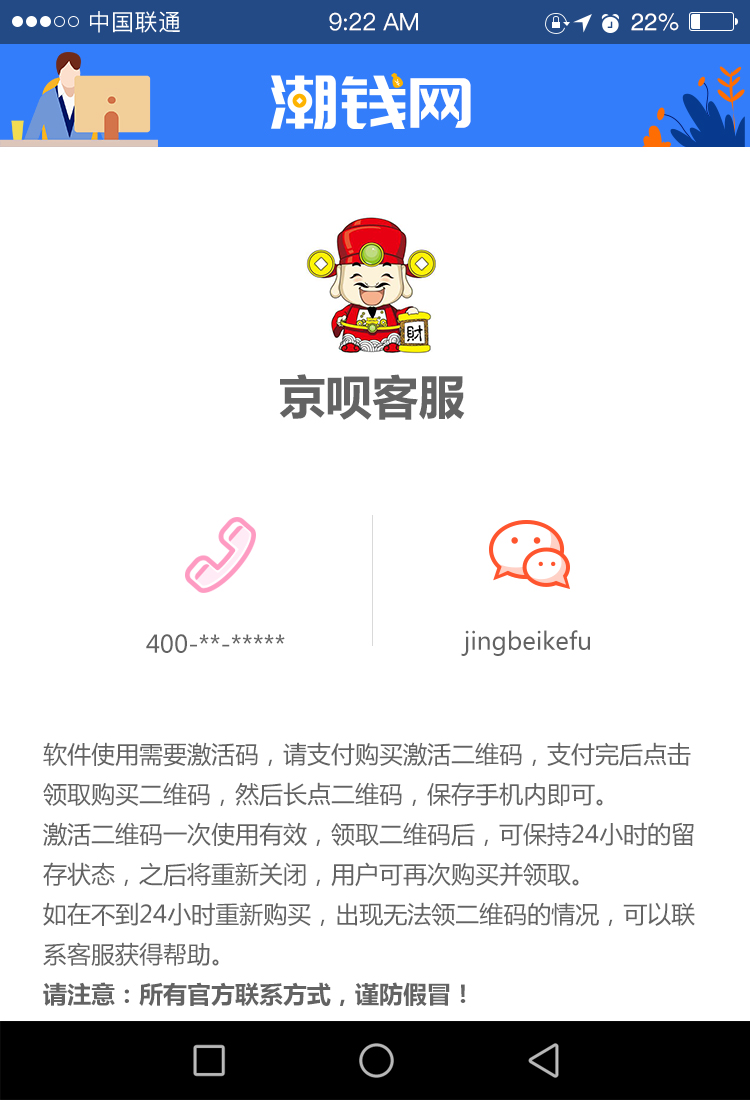 中国联通 9:22 AM 22%
潮钱网
財
京呗客服
400-**-*****
jingbeikefu
软件使用需要激活码，请支付购买激活二维码，支付完后点击
领取购买二维码，然后长点二维码，保存手机内即可。
激活二维码一次使用有效，领取二维码后，可保持24小时的留
存状态，之后将重新关闭，用户可再次购买并领取。
如在不到24小时重新购买，出现无法领二维码的情况，可以联
系客服获得帮助。
请注意：所有官方联系方式，谨防假冒！